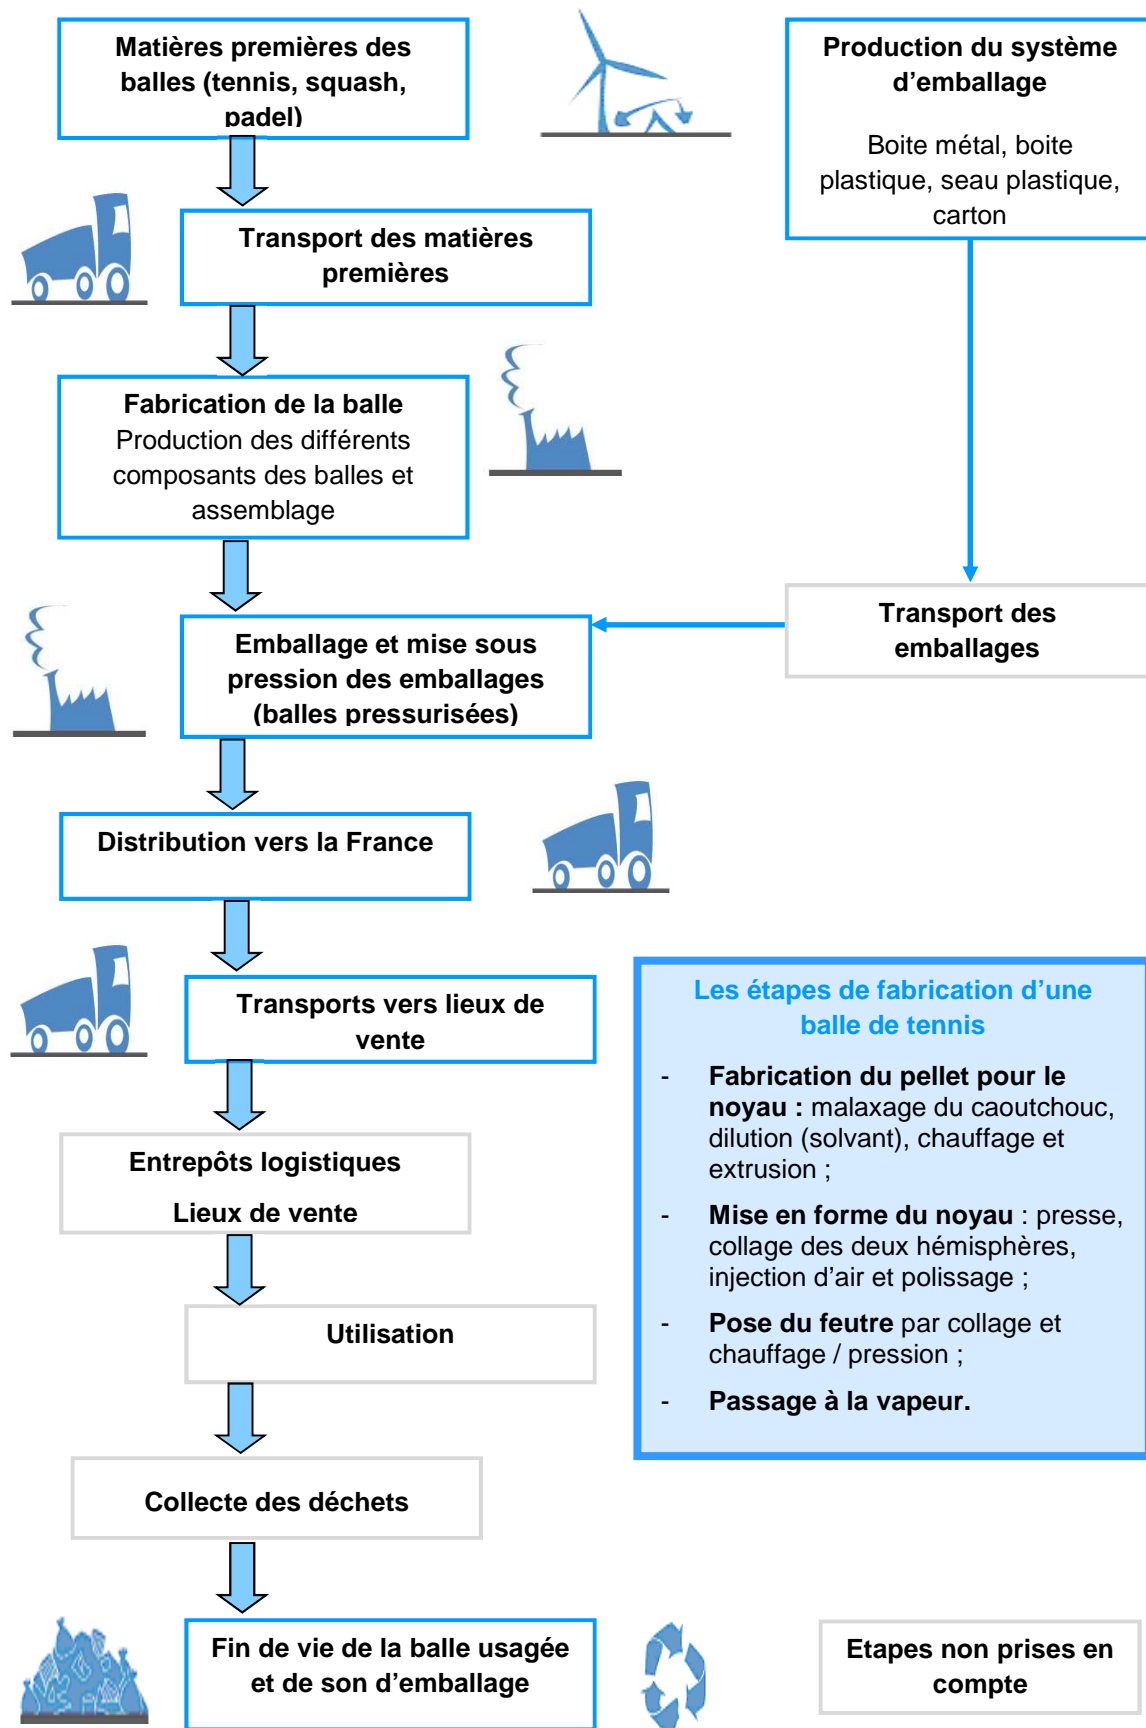 Matières premières des
balles (tennis, squash,
padel)
Production du système
d'emballage
Boite métal, boite
plastique, seau plastique,
carton
Transport des matières
premières
Fabrication de la balle
Production des différents
composants des balles et
assemblage
Transport des
emballages
Emballage et mise sous
pression des emballages
(balles pressurisées)
Distribution vers la France
Transports vers lieux de
vente
Entrepôts logistiques
Lieux de vente
Utilisation
Collecte des déchets
Fin de vie de la balle usagée
et de son d'emballage
Les étapes de fabrication d'une
balle de tennis
- Fabrication du pellet pour le
noyau : malaxage du caoutchouc,
dilution (solvant), chauffage et
extrusion ;
- Mise en forme du noyau : presse,
collage des deux hémisphères,
injection d'air et polissage ;
- Pose du feutre par collage et
chauffage / pression ;
- Passage à la vapeur.
Etapes non prises en
compte